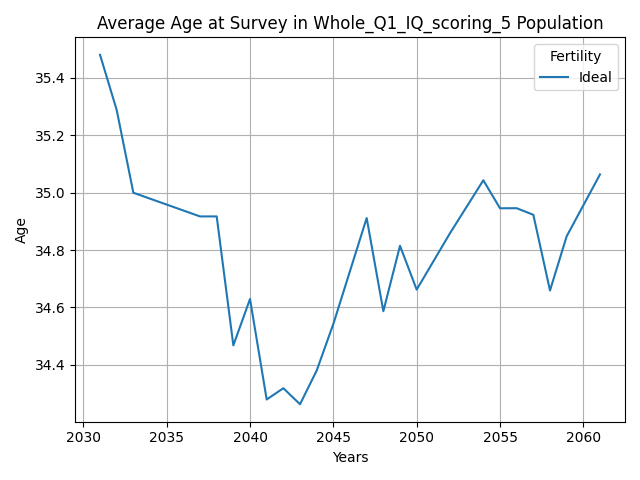 Average Age at Survey in Whole_Q1_IQ_scoring_5 Population
Fertility
Ideal
35.4
35.2
35.0
34.8
34.6
34.4
Age
2030 2035 2040 2045 2050 2055 2060
Years